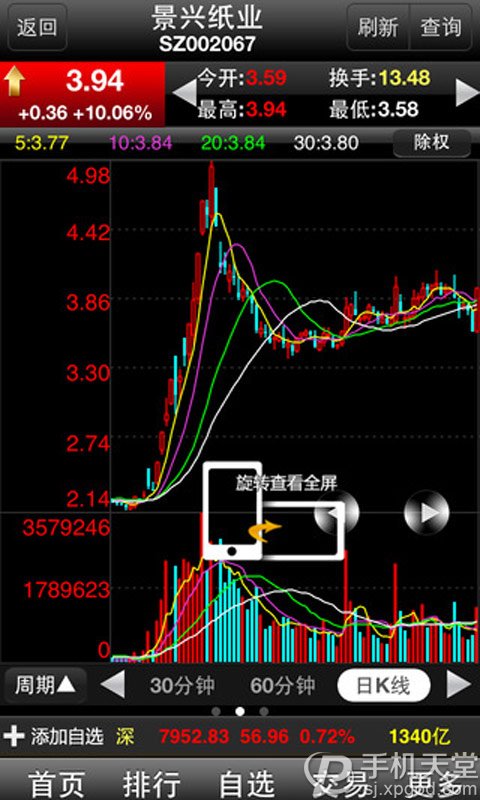 返回 景兴纸业 刷新 查询
SZ002067
3.94 今开:3.59 换手:13.48
+0.36 +10.06% 最高:3.94 最低:3.58
5:3.77 10:3.84 20:3.84 30:3.80 除权
4.98
4.42
3.86
3.30
2.74
2.14
旋转查看全屏
3579246
1789623
0
周期▲ 30分钟 60分钟 日K线
添加自选 深 7952.83 56.96 0.72% 1340亿
首页 排行 自选 交易 更多
手机天堂
sj.xpgod.com